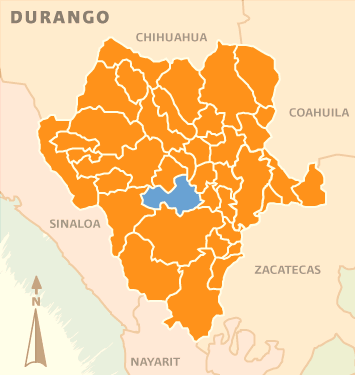 DURANGO
CHIHUAHUA
COAHUILA
SINALOA
ZACATECAS
N
NAYARIT